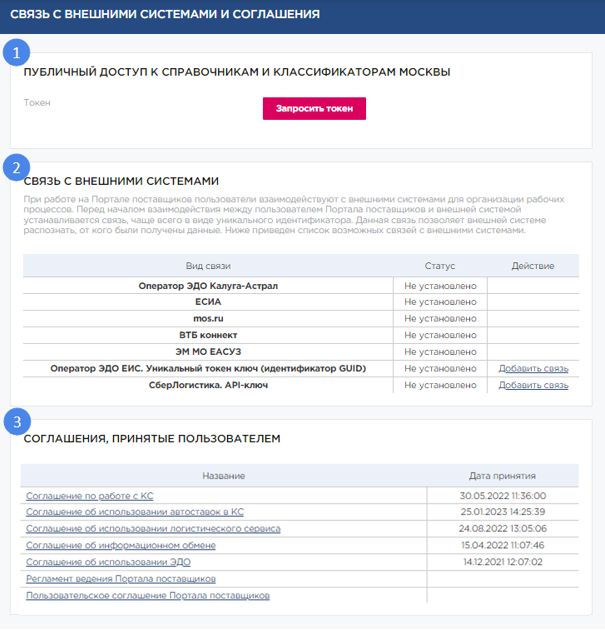 СВЯЗЬ С ВНЕШНИМИ СИСТЕМАМИ И СОГЛАШЕНИЯ
1
ПУБЛИЧНЫЙ ДОСТУП К СПРАВОЧНИКАМ И КЛАССИФИКАТОРАМ МОСКВЫ
Токен Запросить токен
2
СВЯЗЬ С ВНЕШНИМИ СИСТЕМАМИ
При работе на Портале поставщиков пользователи взаимодействуют с внешними системами для организации рабочих
процессов. Перед началом взаимодействия между пользователем Портала поставщиков и внешней системой
устанавливается связь, чаще всего в виде уникального идентификатора. Данная связь позволяет внешней системе
распознать, от кого были получены данные. Ниже приведен список возможных связей с внешними системами.
Вид связи Статус Действие
Оператор ЭДО Калуга-Астрал Не установлено
ЕСИА Не установлено
mos.ru Не установлено
ВТБ коннект Не установлено
ЭМ МО ЕАСУЗ Не установлено
Оператор ЭДО ЕИС. Уникальный токен ключ (идентификатор GUID) Не установлено Добавить связь
СберЛогистика. API-ключ Не установлено Добавить связь
3
СОГЛАШЕНИЯ, ПРИНЯТЫЕ ПОЛЬЗОВАТЕЛЕМ
Название Дата принятия
Соглашение по работе с КС 30.05.2022 11:36:00
Соглашение об использовании автоставок в КС 25.01.2023 14:25:39
Соглашение об использовании логистического сервиса 24.08.2022 13:05:06
Соглашение об информационном обмене 15.04.2022 11:07:46
Соглашение об использовании ЭДО 14.12.2021 12:07:02
Регламент ведения Портала поставщиков
Пользовательское соглашение Портала поставщиков